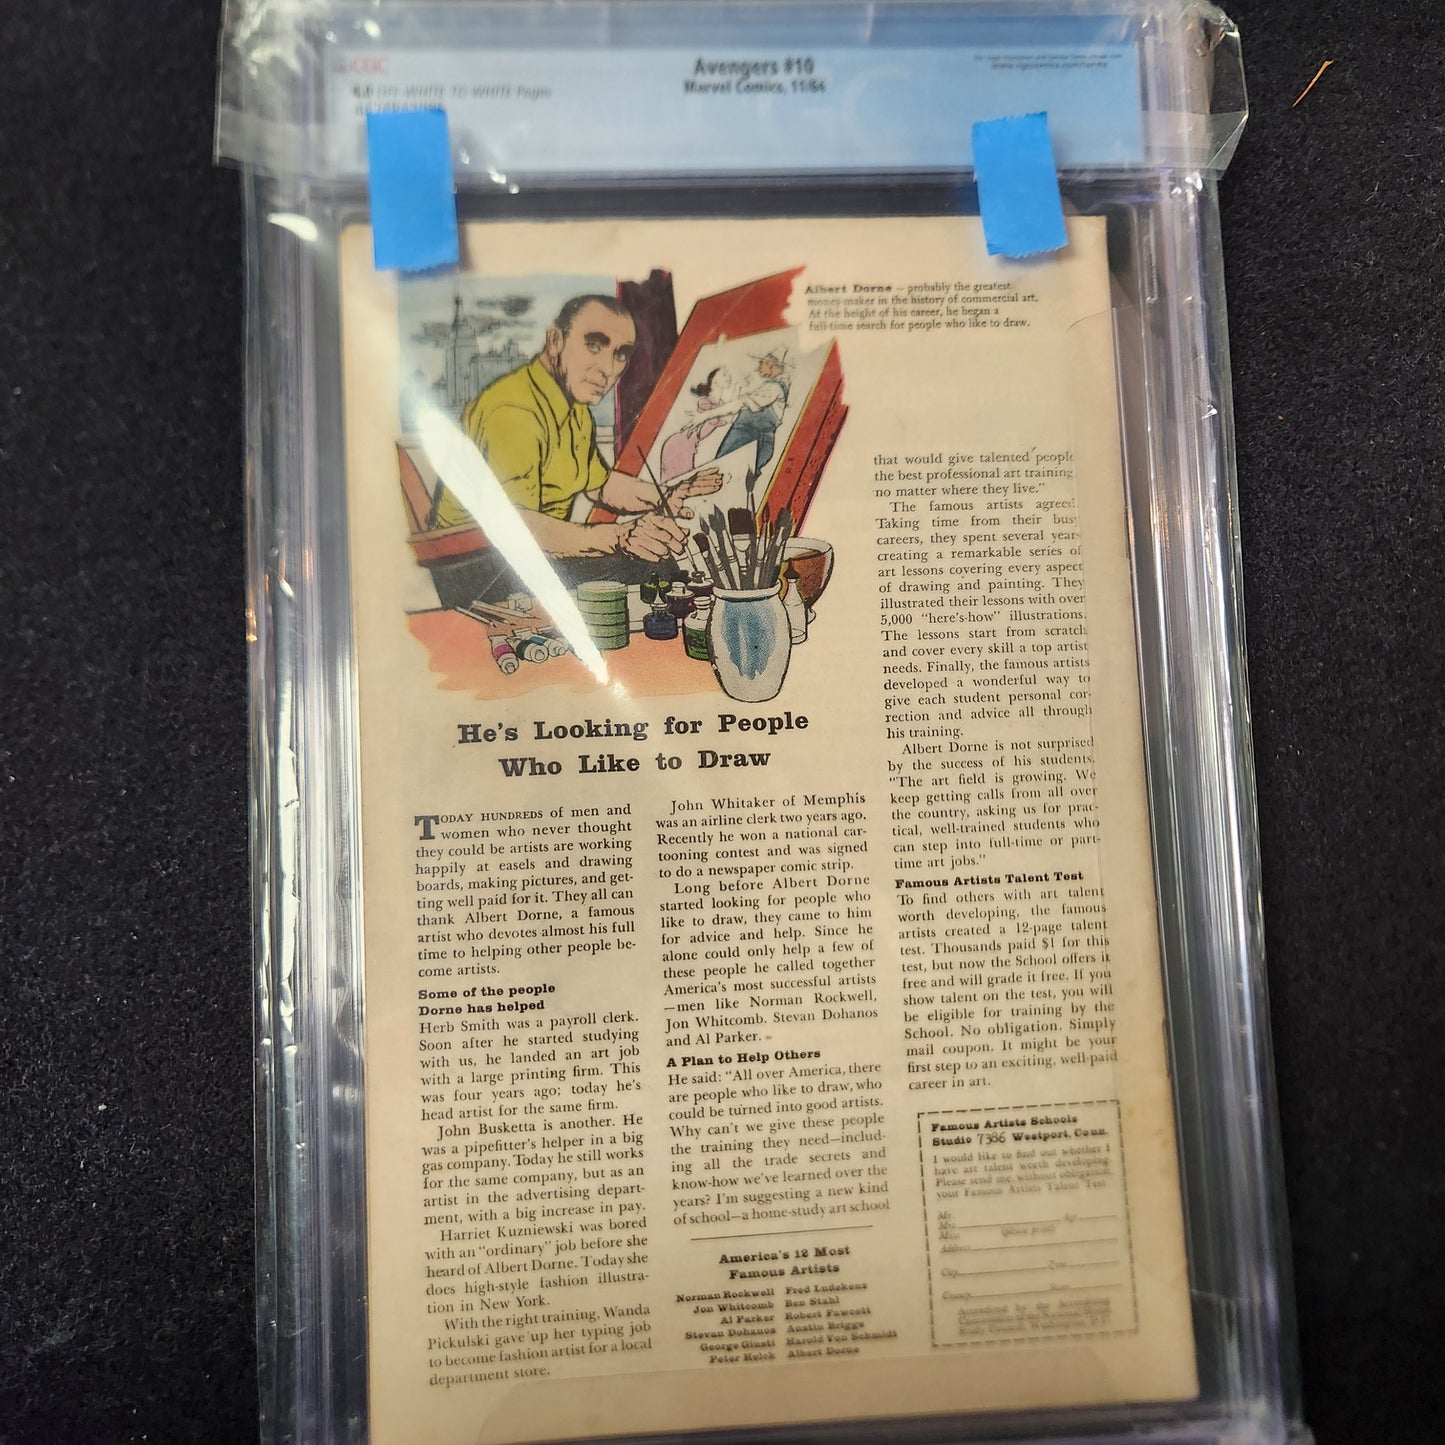 CGC
Avengers #10
OFF-WHITE TO WHITE Pages
Marvel Comics, 11/64
Albert Dorne — probably the greatest
money-maker in the history of commercial art.
At the height of his career, he began a
full-time search for people who like to draw.
He's Looking for People
Who Like to Draw
TODAY HUNDREDS of men and
women who never thought
they could be artists are working
happily at easels and drawing
boards, making pictures, and get-
ting well paid for it. They all can
thank Albert Dorne, a famous
artist who devotes almost his full
time to helping other people be-
come artists.
Some of the people
Dorne has helped
Herb Smith was a payroll clerk.
Soon after he started studying
with us, he landed an art job
with a large printing firm. This
was four years ago; today he's
head artist for the same firm.
John Busketta is another. He
was a pipefitter's helper in a big
gas company. Today he still works
for the same company, but as an
artist in the advertising depart-
ment, with a big increase in pay.
Harriet Kuzniewski was bored
with an "ordinary" job before she
heard of Albert Dorne. Today she
does high-style fashion illustra-
tion in New York.
With the right training, Wanda
Pickulski gave up her typing job
to become fashion artist for a local
department store.
John Whitaker of Memphis
was an airline clerk two years ago.
Recently he won a national car-
tooning contest and was signed
to do a newspaper comic strip.
Long before Albert Dorne
started looking for people who
like to draw, they came to him
for advice and help. Since he
alone could only help a few of
these people he called together
America's most successful artists
—men like Norman Rockwell,
Jon Whitcomb. Stevan Dohanos
and Al Parker.
A Plan to Help Others
He said: "All over America, there
are people who like to draw, who
could be turned into good artists.
Why can't we give these people
the training they need—includ-
ing all the trade secrets and
know-how we've learned over the
years? I'm suggesting a new kind
of school—a home-study art school
America's 12 Most
Famous Artists
Norman Rockwell Fred Ludekens
Jon Whitcomb Ben Stahl
Al Parker Robert Fawcett
Stevan Dohanos Austin Briggs
George Giusti Harold Von Schmidt
Peter Helck Albert Dorne
that would give talented people
the best professional art training
no matter where they live."
The famous artists agreed.
Taking time from their busy
careers, they spent several years
creating a remarkable series of
art lessons covering every aspect
of drawing and painting. They
illustrated their lessons with over
5,000 "here's-how" illustrations.
The lessons start from scratch
and cover every skill a top artist
needs. Finally, the famous artists
developed a wonderful way to
give each student personal cor-
rection and advice all through
his training.
Albert Dorne is not surprised
by the success of his students.
"The art field is growing. We
keep getting calls from all over
the country, asking us for prac-
tical, well-trained students who
can step into full-time or part-
time art jobs."
Famous Artists Talent Test
To find others with art talent
worth developing, the famous
artists created a 12-page talent
test. Thousands paid $1 for this
test, but now the School offers it
free and will grade it free. If you
show talent on the test, you will
be eligible for training by the
School. No obligation. Simply
mail coupon. It might be your
first step to an exciting, well-paid
career in art.
Famous Artists Schools
Studio 7386 Westport, Conn.
I would like to find out whether I
have art talent worth developing.
Please send me, without obligation,
your Famous Artists Talent Test.
Mr.
Mrs. Age
Miss (please print)
Address
City Zone
County State
Accredited by the Accrediting